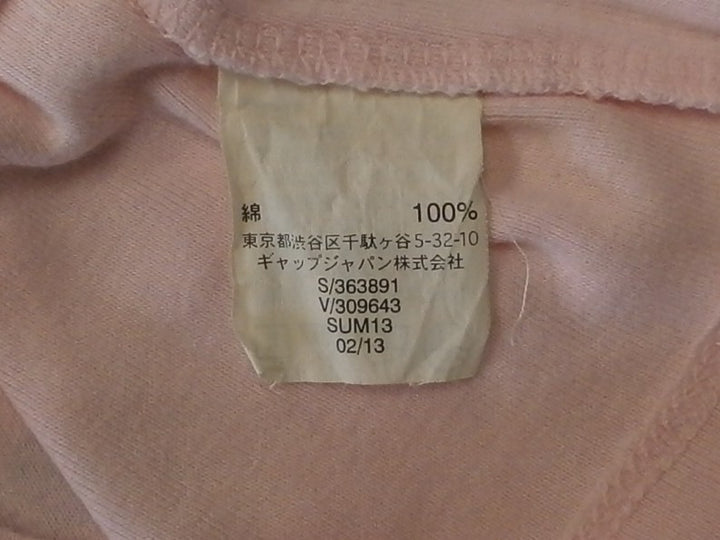 綿 100%
東京都渋谷区千駄ヶ谷5-32-10
ギャップジャパン株式会社
S/363891
V/309643
SUM13
02/13